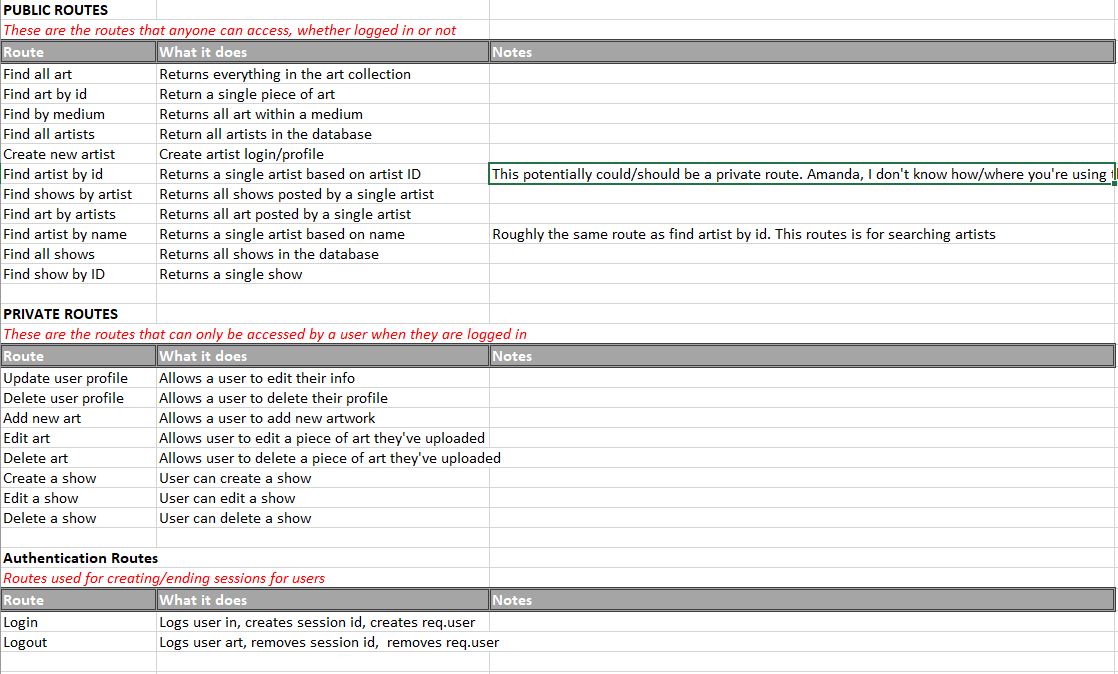 PUBLIC ROUTES
These are the routes that anyone can access, whether logged in or not
Route What it does Notes
Find all art Returns everything in the art collection
Find art by id Return a single piece of art
Find by medium Returns all art within a medium
Find all artists Return all artists in the database
Create new artist Create artist login/profile
Find artist by id Returns a single artist based on artist ID This potentially could/should be a private route. Amanda, I don't know how/where you're using
Find shows by artist Returns all shows posted by a single artist
Find art by artists Returns all art posted by a single artist
Find artist by name Returns a single artist based on name Roughly the same route as find artist by id. This routes is for searching artists
Find all shows Returns all shows in the database
Find show by ID Returns a single show
PRIVATE ROUTES
These are the routes that can only be accessed by a user when they are logged in
Route What it does Notes
Update user profile Allows a user to edit their info
Delete user profile Allows a user to delete their profile
Add new art Allows a user to add new artwork
Edit art Allows user to edit a piece of art they've uploaded
Delete art Allows user to delete a piece of art they've uploaded
Create a show User can create a show
Edit a show User can edit a show
Delete a show User can delete a show
Authentication Routes
Routes used for creating/ending sessions for users
Route What it does Notes
Login Logs user in, creates session id, creates req.user
Logout Logs user art, removes session id,  removes req.user